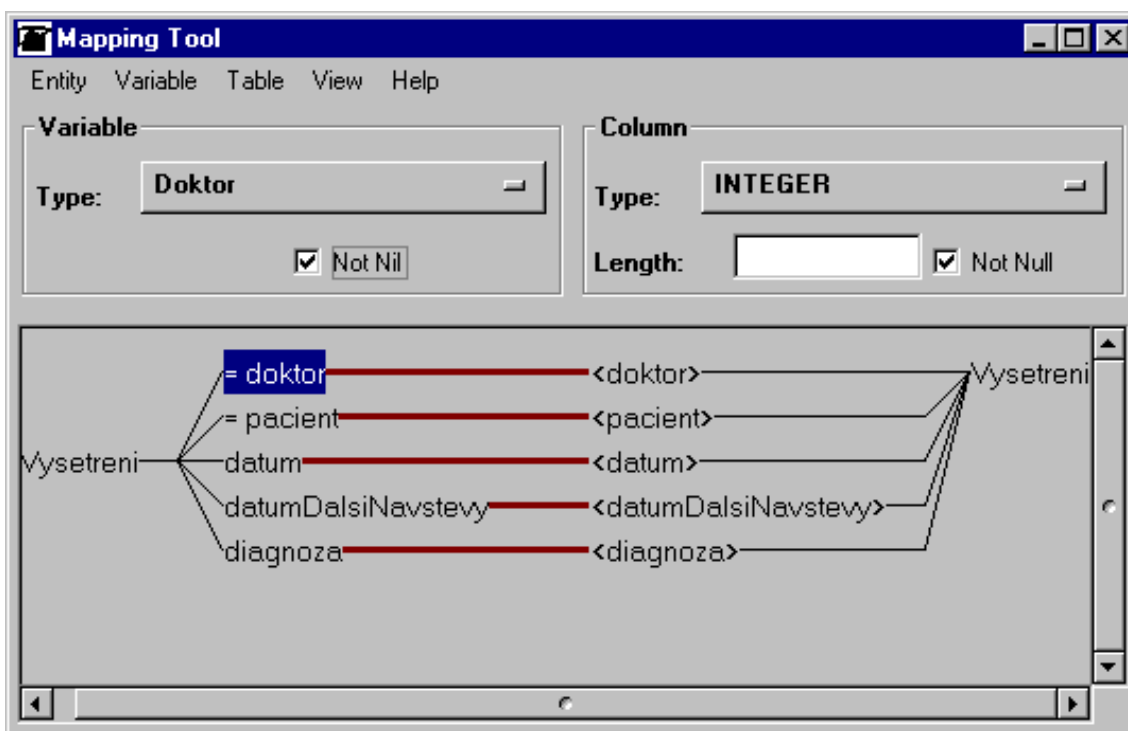 Mapping Tool
Entity Variable Table View Help
Variable
Type: Doktor
Not Nil
Column
Type: INTEGER
Length: Not Null
Vysetreni
= doktor <doktor> Vysetreni
= pacient <pacient>
datum <datum>
datumDalsiNavstevy <datumDalsiNavstevy>
diagnoza <diagnoza>